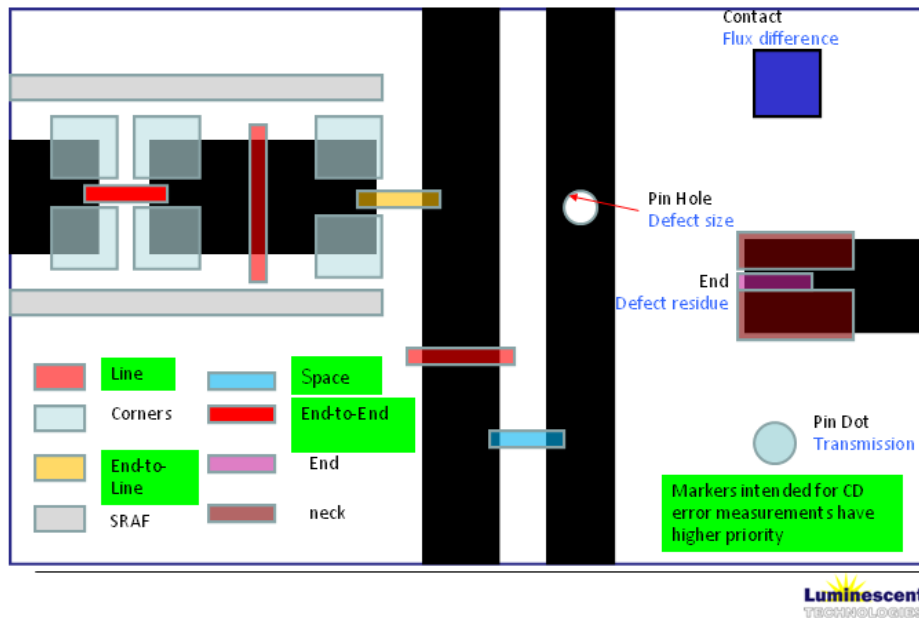 Contact
Flux difference
Pin Hole
Defect size
End
Defect residue
Line
Space
Corners
End-to-End
End-to-
Line
End
SRAF
neck
Pin Dot
Transmission
Markers intended for CD
error measurements have
higher priority
Luminescent
TECHNOLOGIES